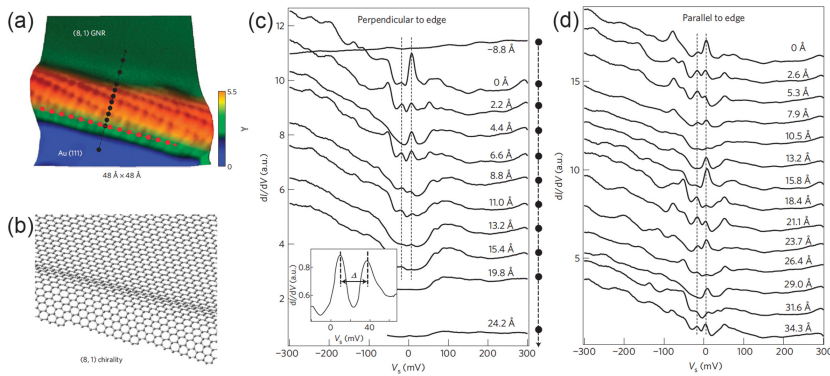 (a)
(8, 1) GNR
5.5
Å
0
Au (111)
48 Å × 48 Å
(b)
(8, 1) chirality
(c)
Perpendicular to edge
12
10
8
6
4
2
dI/dV (a.u.)
−8.8 Å
0 Å
2.2 Å
4.4 Å
6.6 Å
8.8 Å
11.0 Å
13.2 Å
15.4 Å
19.8 Å
24.2 Å
dI/dV (a.u.)
0.8
0.6
Δ
0 40
Vs (mV)
−300 −200 −100 0 100 200 300
Vs (mV)
(d)
Parallel to edge
15
10
5
dI/dV (a.u.)
0 Å
2.6 Å
5.3 Å
7.9 Å
10.5 Å
13.2 Å
15.8 Å
18.4 Å
21.1 Å
23.7 Å
26.4 Å
29.0 Å
31.6 Å
34.3 Å
−300 −200 −100 0 100 200 300
Vs (mV)